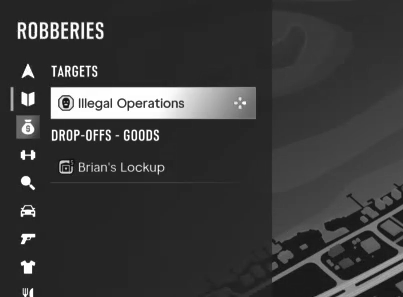 ROBBERIES
TARGETS
Illegal Operations
DROP-OFFS - GOODS
Brian's Lockup